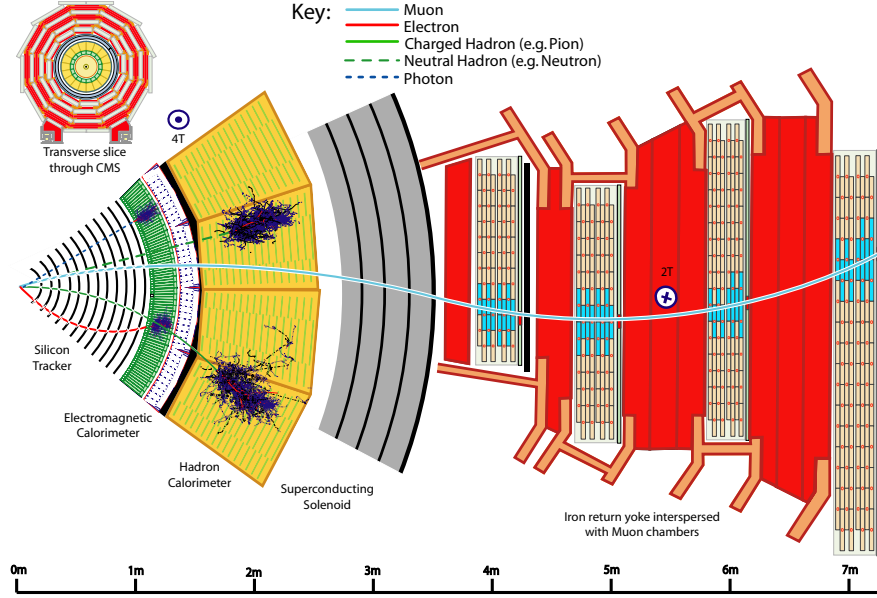 Key:
Muon
Electron
Charged Hadron (e.g. Pion)
Neutral Hadron (e.g. Neutron)
Photon
Transverse slice
through CMS
4T
2T
Silicon
Tracker
Electromagnetic
Calorimeter
Hadron
Calorimeter
Superconducting
Solenoid
Iron return yoke interspersed
with Muon chambers
0m 1m 2m 3m 4m 5m 6m 7m